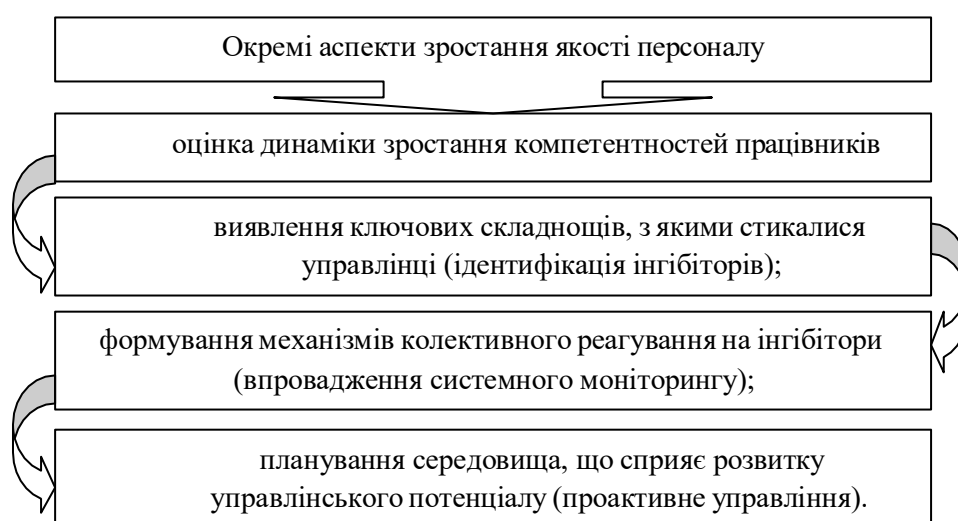 Окремі аспекти зростання якості персоналу
оцінка динаміки зростання компетентностей працівників
виявлення ключових складнощів, з якими стикалися
управлінці (ідентифікація інгібіторів);
формування механізмів колективного реагування на інгібітори
(впровадження системного моніторингу);
планування середовища, що сприяє розвитку
управлінського потенціалу (проактивне управління).